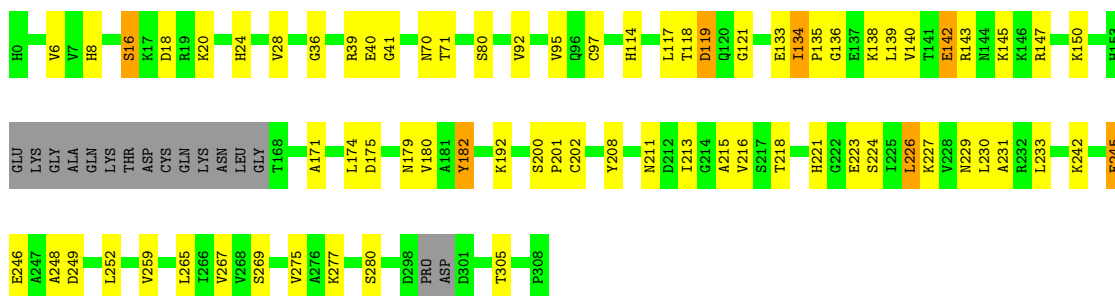 H0 V6 V7 H8 S16 K17 D18 R19 K20 H24 V28 G36 R39 E40 G41 N70 T71 S80 V92 V95 Q96 C97 H114 L117 T118 D119 Q120 G121 E133 I134 P135 G136 E137 K138 L139 V140 T141 E142 R143 N144 K145 K146 R147 K150 H153
GLU LYS GLY ALA GLN LYS THR ASP CYS GLN LYS ASN LEU GLY T168 A171 L174 D175 N179 V180 A181 Y182 K192 S200 P201 C202 Y208 N211 D212 I213 G214 A215 V216 S217 T218 H221 G222 E223 S224 I225 L226 K227 V228 N229 L230 A231 R232 L233 K242 E245
E246 A247 A248 D249 L252 V259 L265 I266 V267 V268 S269 V275 A276 K277 S280 D298 PRO ASP D301 T305 P308